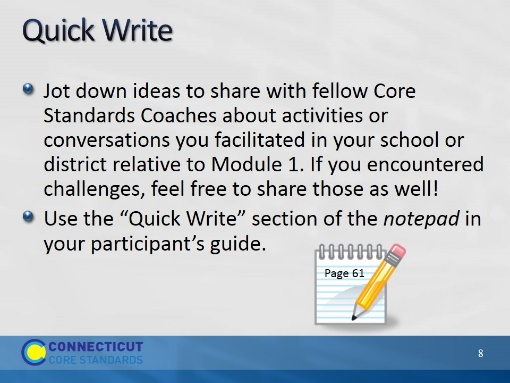 Quick Write
Jot down ideas to share with fellow Core
Standards Coaches about activities or
conversations you facilitated in your school or
district relative to Module 1. If you encountered
challenges, feel free to share those as well!
Use the “Quick Write” section of the notepad in
your participant’s guide.
Page 61
CONNECTICUT
CORE STANDARDS
8